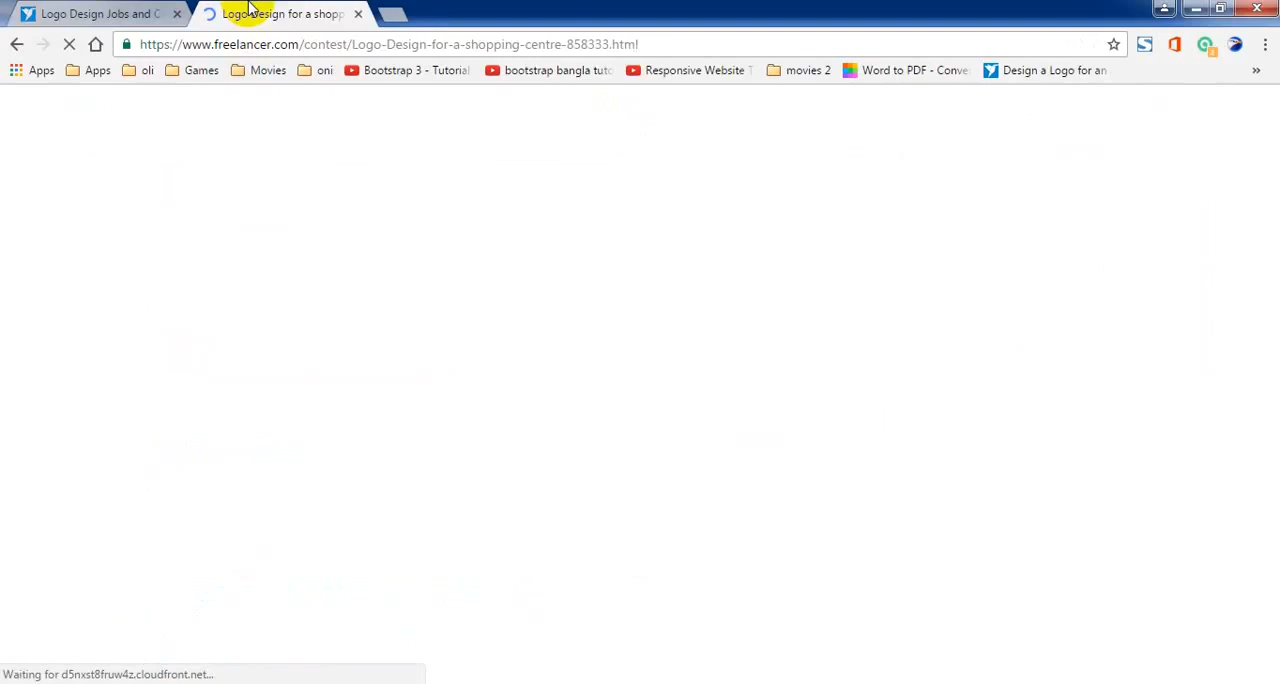 Logo Design Jobs and C
Logo Design for a shopp
https://www.freelancer.com/contest/Logo-Design-for-a-shopping-centre-858333.html
Apps
Apps
oli
Games
Movies
oni
Bootstrap 3 - Tutorial
bootstrap bangla tuto
Responsive Website T
movies 2
Word to PDF - Conve
Design a Logo for an
»
Waiting for d5nxst8fruw4z.cloudfront.net...